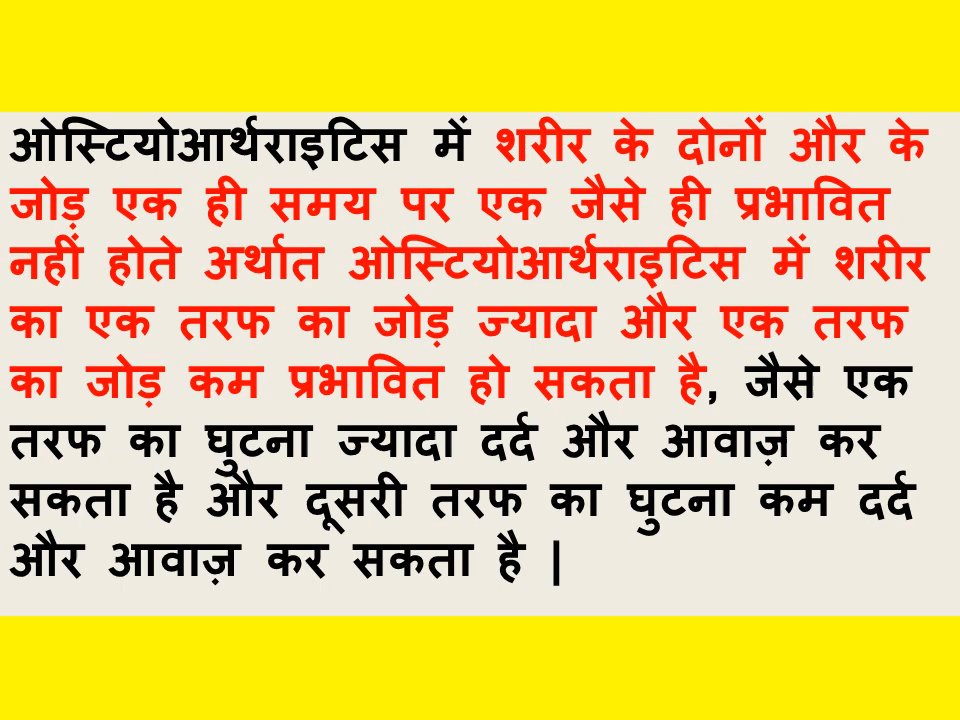 ओस्टियोआर्थराइटिस में शरीर के दोनों और के
जोड़ एक ही समय पर एक जैसे ही प्रभावित
नहीं होते अर्थात ओस्टियोआर्थराइटिस में शरीर
का एक तरफ का जोड़ ज्यादा और एक तरफ
का जोड़ कम प्रभावित हो सकता है, जैसे एक
तरफ का घुटना ज्यादा दर्द और आवाज़ कर
सकता है और दूसरी तरफ का घुटना कम दर्द
और आवाज़ कर सकता है |